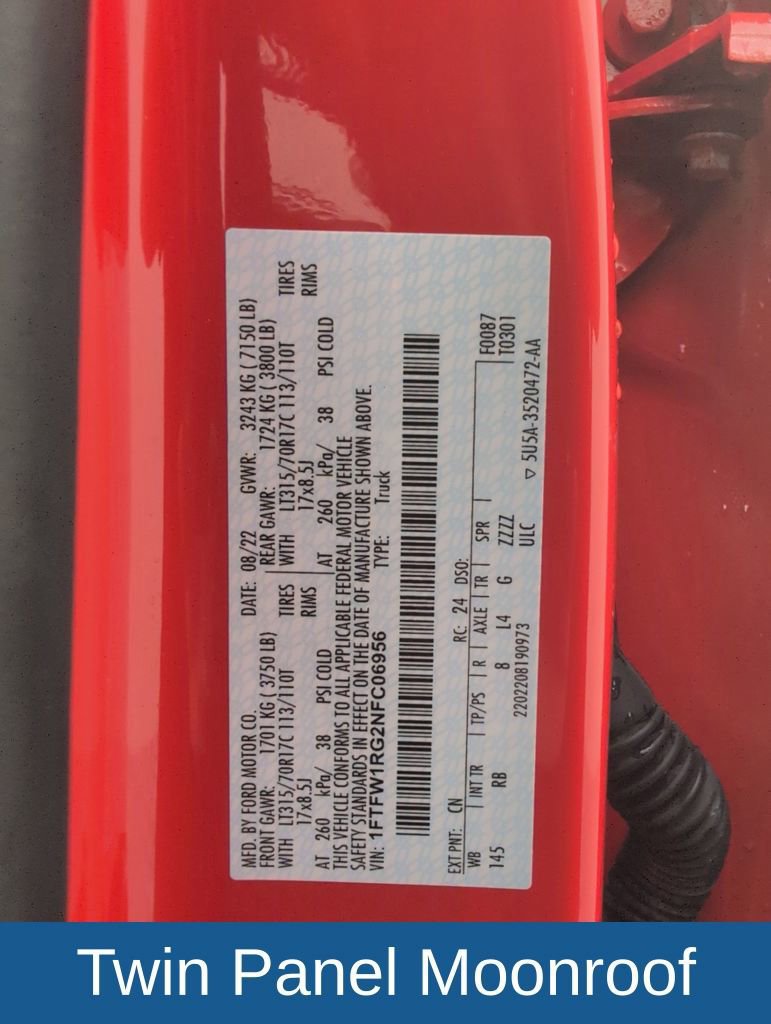 MFD. BY FORD MOTOR CO. DATE: 08/22 GVWR: 3243 KG ( 7150 LB)
FRONT GAWR: 1701 KG ( 3750 LB) REAR GAWR: 1724 KG ( 3800 LB)
WITH LT315/70R17C 113/110T TIRES WITH LT315/70R17C 113/110T TIRES
17x8.5J RIMS 17x8.5J RIMS
AT 260 kPa/ 38 PSI COLD AT 260 kPa/ 38 PSI COLD
THIS VEHICLE CONFORMS TO ALL APPLICABLE FEDERAL MOTOR VEHICLE
SAFETY STANDARDS IN EFFECT ON THE DATE OF MANUFACTURE SHOWN ABOVE.
VIN: 1FTFW1RG2NFC06956 TYPE: Truck
EXT PNT: CN RC: 24 DSO: F0087
WB INT TR TP/PS R AXLE TR SPR T0301
145 RB 8 L4 G ZZZZ
2202208190973 ULC ▽ 5U5A-3520472-AA
Twin Panel Moonroof